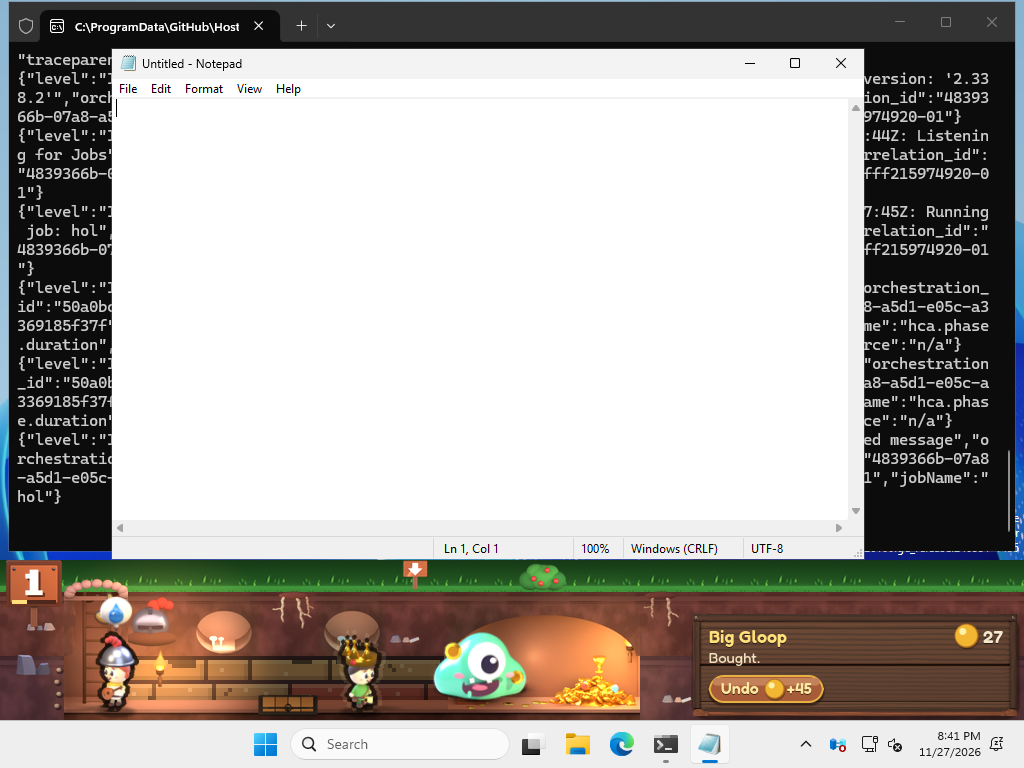 C:\ProgramData\GitHub\Host
Untitled - Notepad
File Edit Format View Help
"traceparen
{"level":" version: '2.33
8.2'","orch ion_id":"48393
66b-07a8-a5 974920-01"}
{"level":" :44Z: Listenin
g for Jobs" rrelation_id":
"4839366b-0 fff215974920-0
1"}
{"level":" 7:45Z: Running
job: hol", relation_id":"
4839366b-07 ff215974920-01
"}
{"level":" orchestration_
id":"50a0bc 8-a5d1-e05c-a3
369185f37f" me":"hca.phase
.duration", rce":"n/a"}
{"level":" "orchestration
_id":"50a0b a8-a5d1-e05c-a
3369185f37f ame":"hca.phas
e.duration" ce":"n/a"}
{"level":" ed message","o
rchestratio "4839366b-07a8
-a5d1-e05c- 1","jobName":"
hol"}
Ln 1, Col 1 100% Windows (CRLF) UTF-8
1
Big Gloop 27
Bought.
Undo +45
Search
8:41 PM
11/27/2026